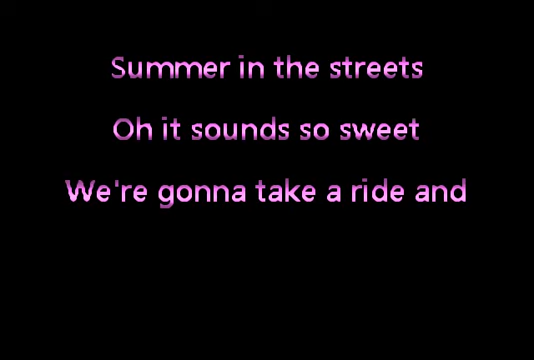 Summer in the streets
Oh it sounds so sweet
We're gonna take a ride and